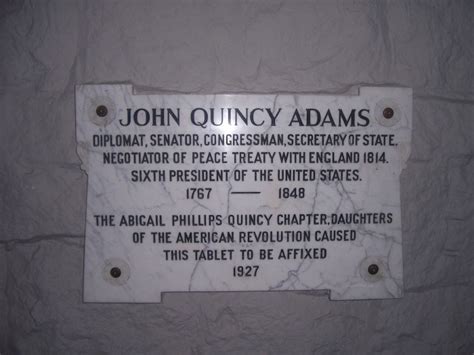 JOHN QUINCY ADAMS
DIPLOMAT, SENATOR, CONGRESSMAN, SECRETARY OF STATE.
NEGOTIATOR OF PEACE TREATY WITH ENGLAND 1814.
SIXTH PRESIDENT OF THE UNITED STATES.
1767 — 1848
THE ABIGAIL PHILLIPS QUINCY CHAPTER, DAUGHTERS
OF THE AMERICAN REVOLUTION CAUSED
THIS TABLET TO BE AFFIXED
1927